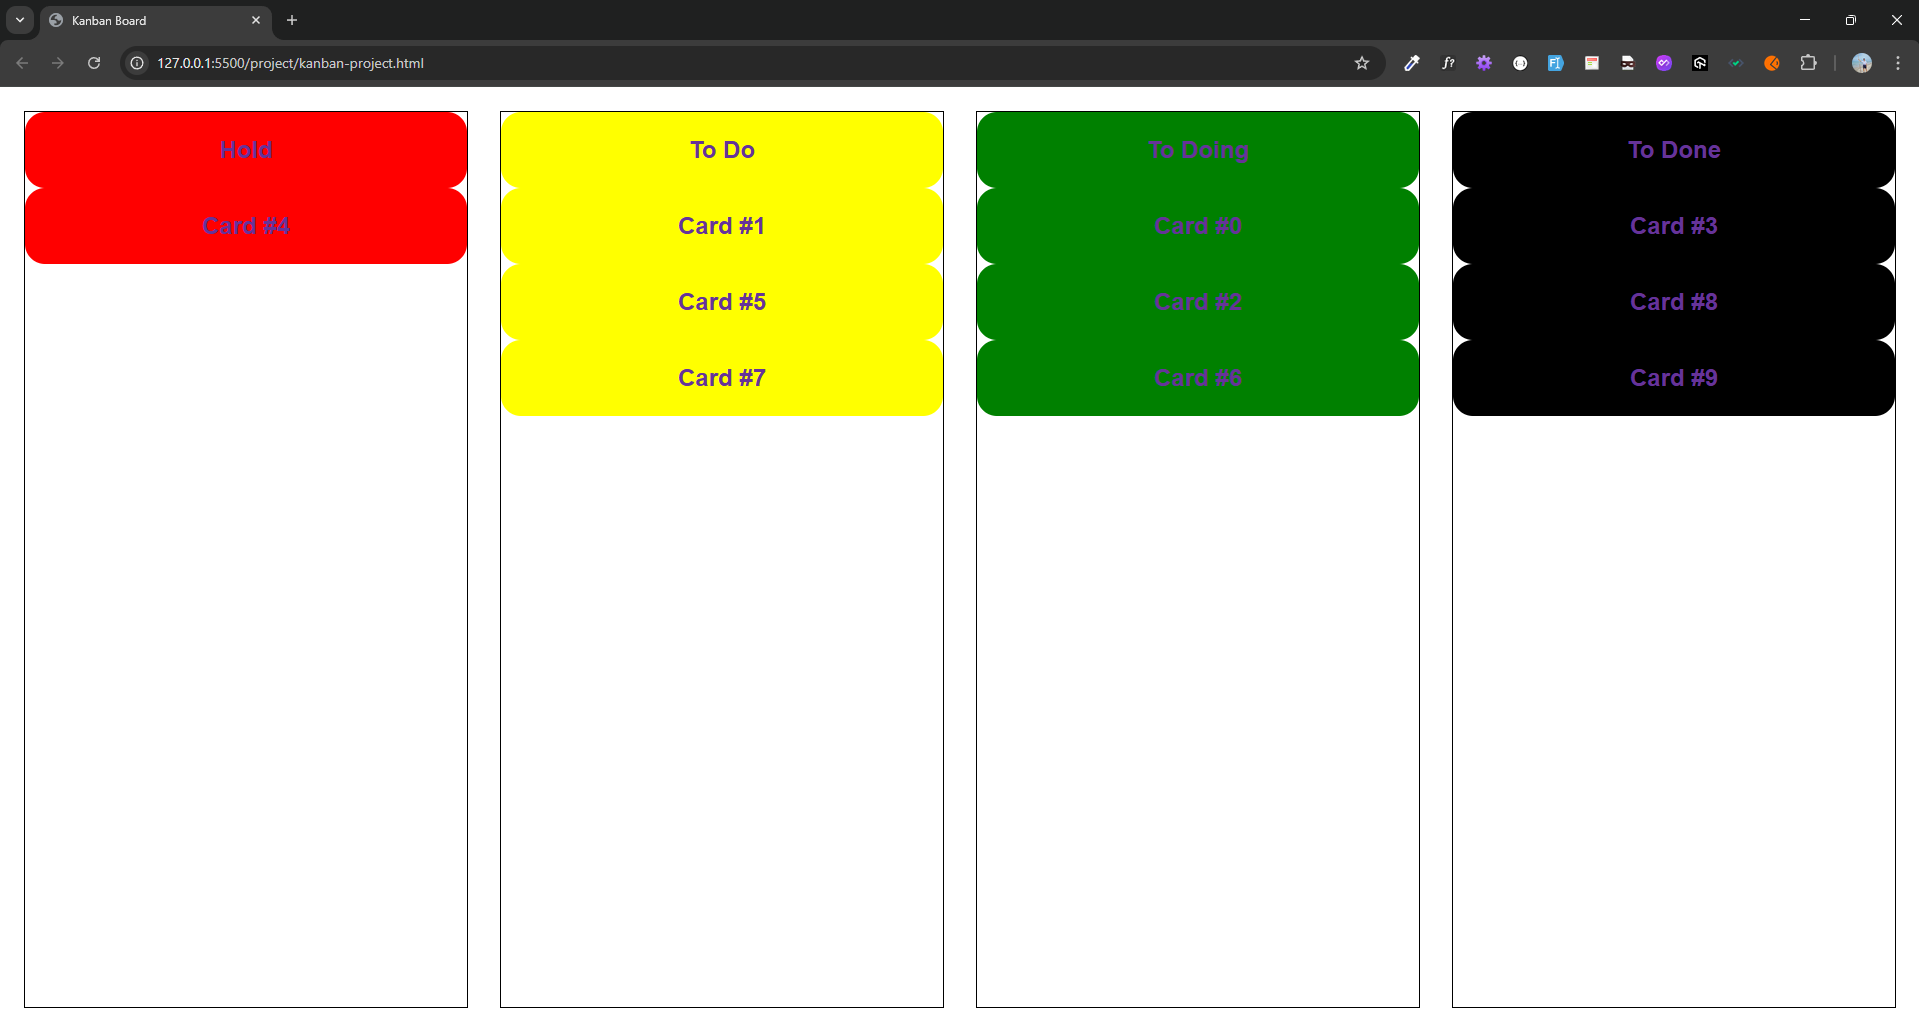 Kanban Board
127.0.0.1:5500/project/kanban-project.html
Hold
Card #4
To Do
Card #1
Card #5
Card #7
To Doing
Card #0
Card #2
Card #6
To Done
Card #3
Card #8
Card #9